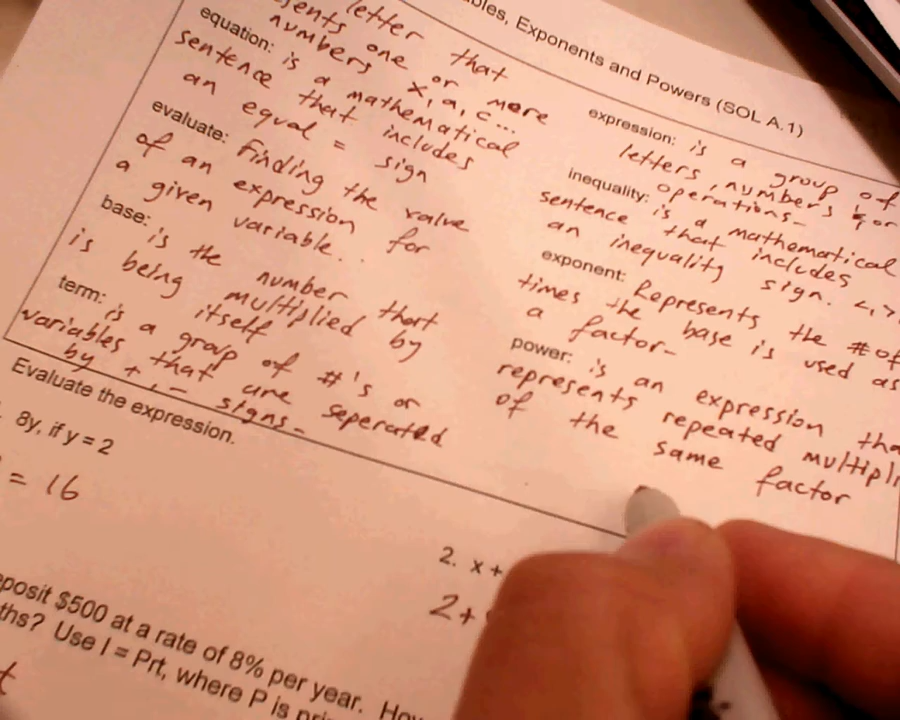 bles, Exponents and Powers (SOL A.1)
letter that
sents one or more
numbers x, a, c...
equation: is a mathematical
sentence that includes
an equal = sign
evaluate: Finding the value
of an expression for
a given variable..
base: is the number that
is being multiplied by
itself
term: is a group of #'s or
variables that are seperated
by +, - signs-
expression: is a group of
letters, numbers &or
operations-
inequality: is a mathematical
sentence that includes
an inequality sign. <, >
exponent: Represents the # of
times the base is used as
a factor-
power: is an expression tha
represents repeated multipli
of the same factor
Evaluate the expression.
8y, if y = 2
= 16
2. x +
2+
posit $500 at a rate of 8% per year. How
ths? Use I = Prt, where P is pri
t